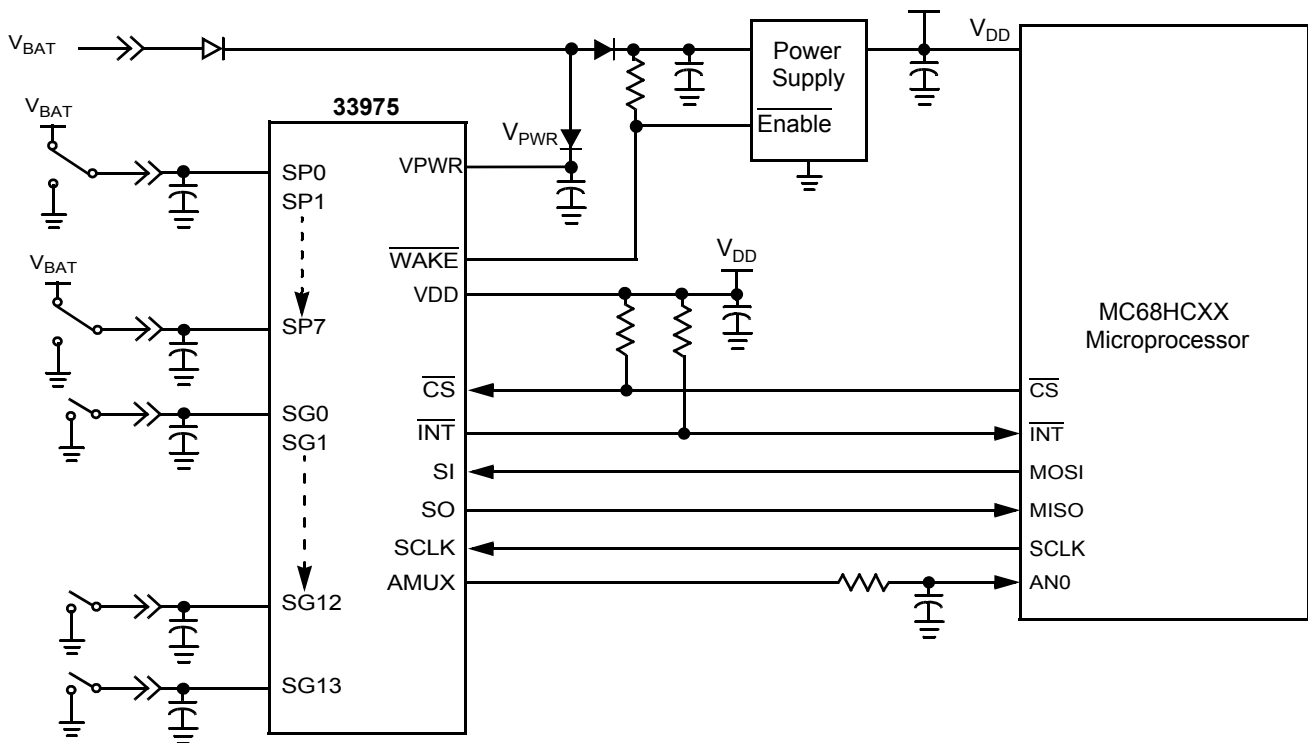 VBAT
33975
VBAT
SP0
SP1
VBAT
SP7
SG0
SG1
SG12
SG13
VPWR
VPWR
WAKE
VDD
VDD
CS
INT
SI
SO
SCLK
AMUX
Power
Supply
Enable
VDD
MC68HCXX
Microprocessor
CS
INT
MOSI
MISO
SCLK
AN0